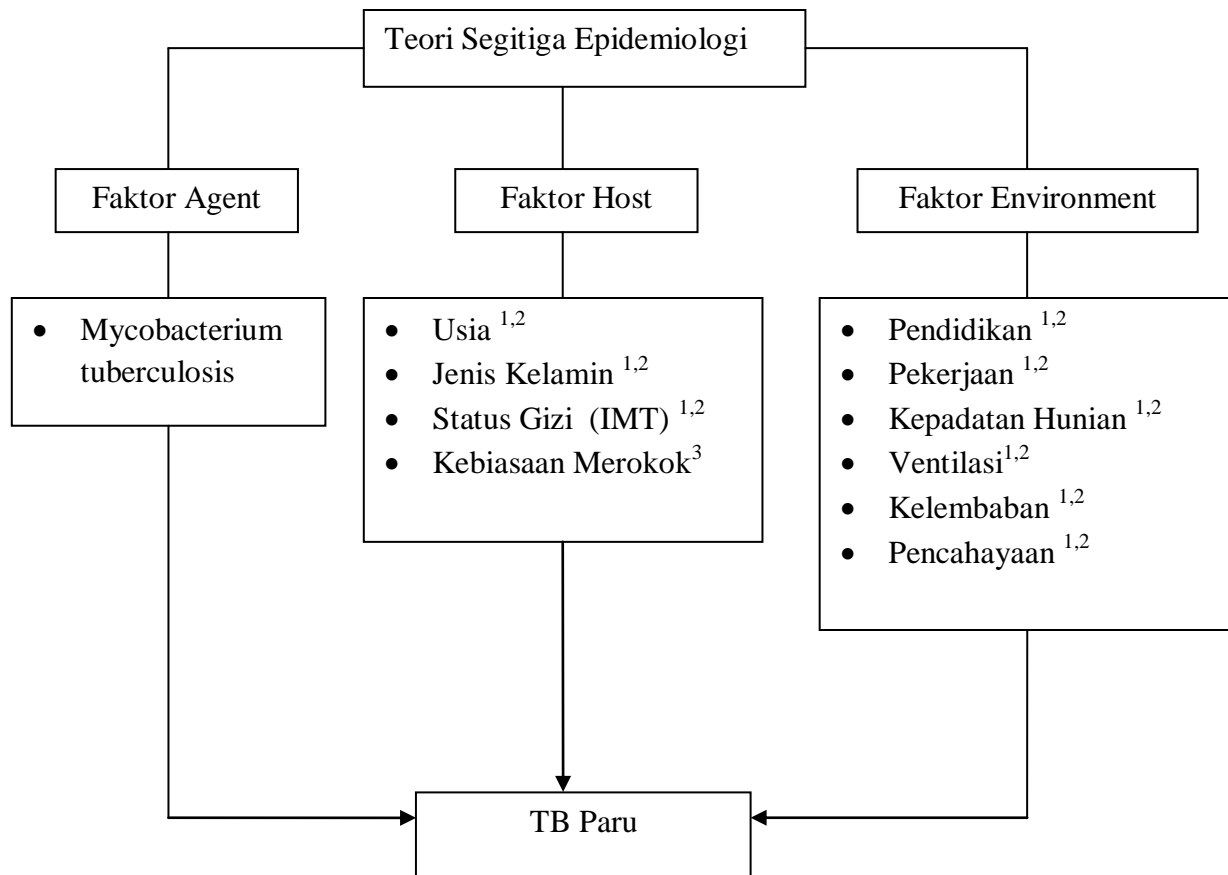 Teori Segitiga Epidemiologi
Faktor Agent
Faktor Host
Faktor Environment
• Mycobacterium
tuberculosis
• Usia 1,2
• Jenis Kelamin 1,2
• Status Gizi (IMT) 1,2
• Kebiasaan Merokok3
• Pendidikan 1,2
• Pekerjaan 1,2
• Kepadatan Hunian 1,2
• Ventilasi1,2
• Kelembaban 1,2
• Pencahayaan 1,2
TB Paru